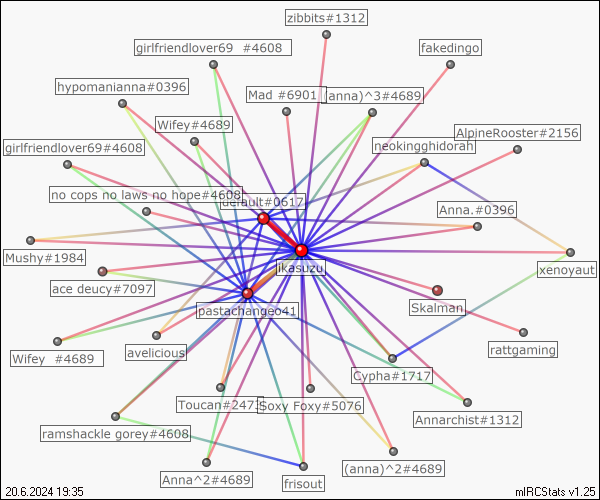 zibbits#1312
girlfriendlover69 #4608
fakedingo
hypomanianna#0396
Mad #6901
(anna)^3#4689
Wifey#4689
AlpineRooster#2156
girlfriendlover69#4608
neokingghidorah
no cops no laws no hope#4608
default#0617
Anna.#0396
Mushy#1984
ikasuzu
xenoyaut
ace deucy#7097
pastachangeo41
Skalman
Wifey #4689
avelicious
rattgaming
Cypha#1717
Toucan#2473
Soxy Foxy#5076
Annarchist#1312
ramshackle gorey#4608
Anna^2#4689
(anna)^2#4689
frisout
20.6.2024 19:35
mIRCStats v1.25